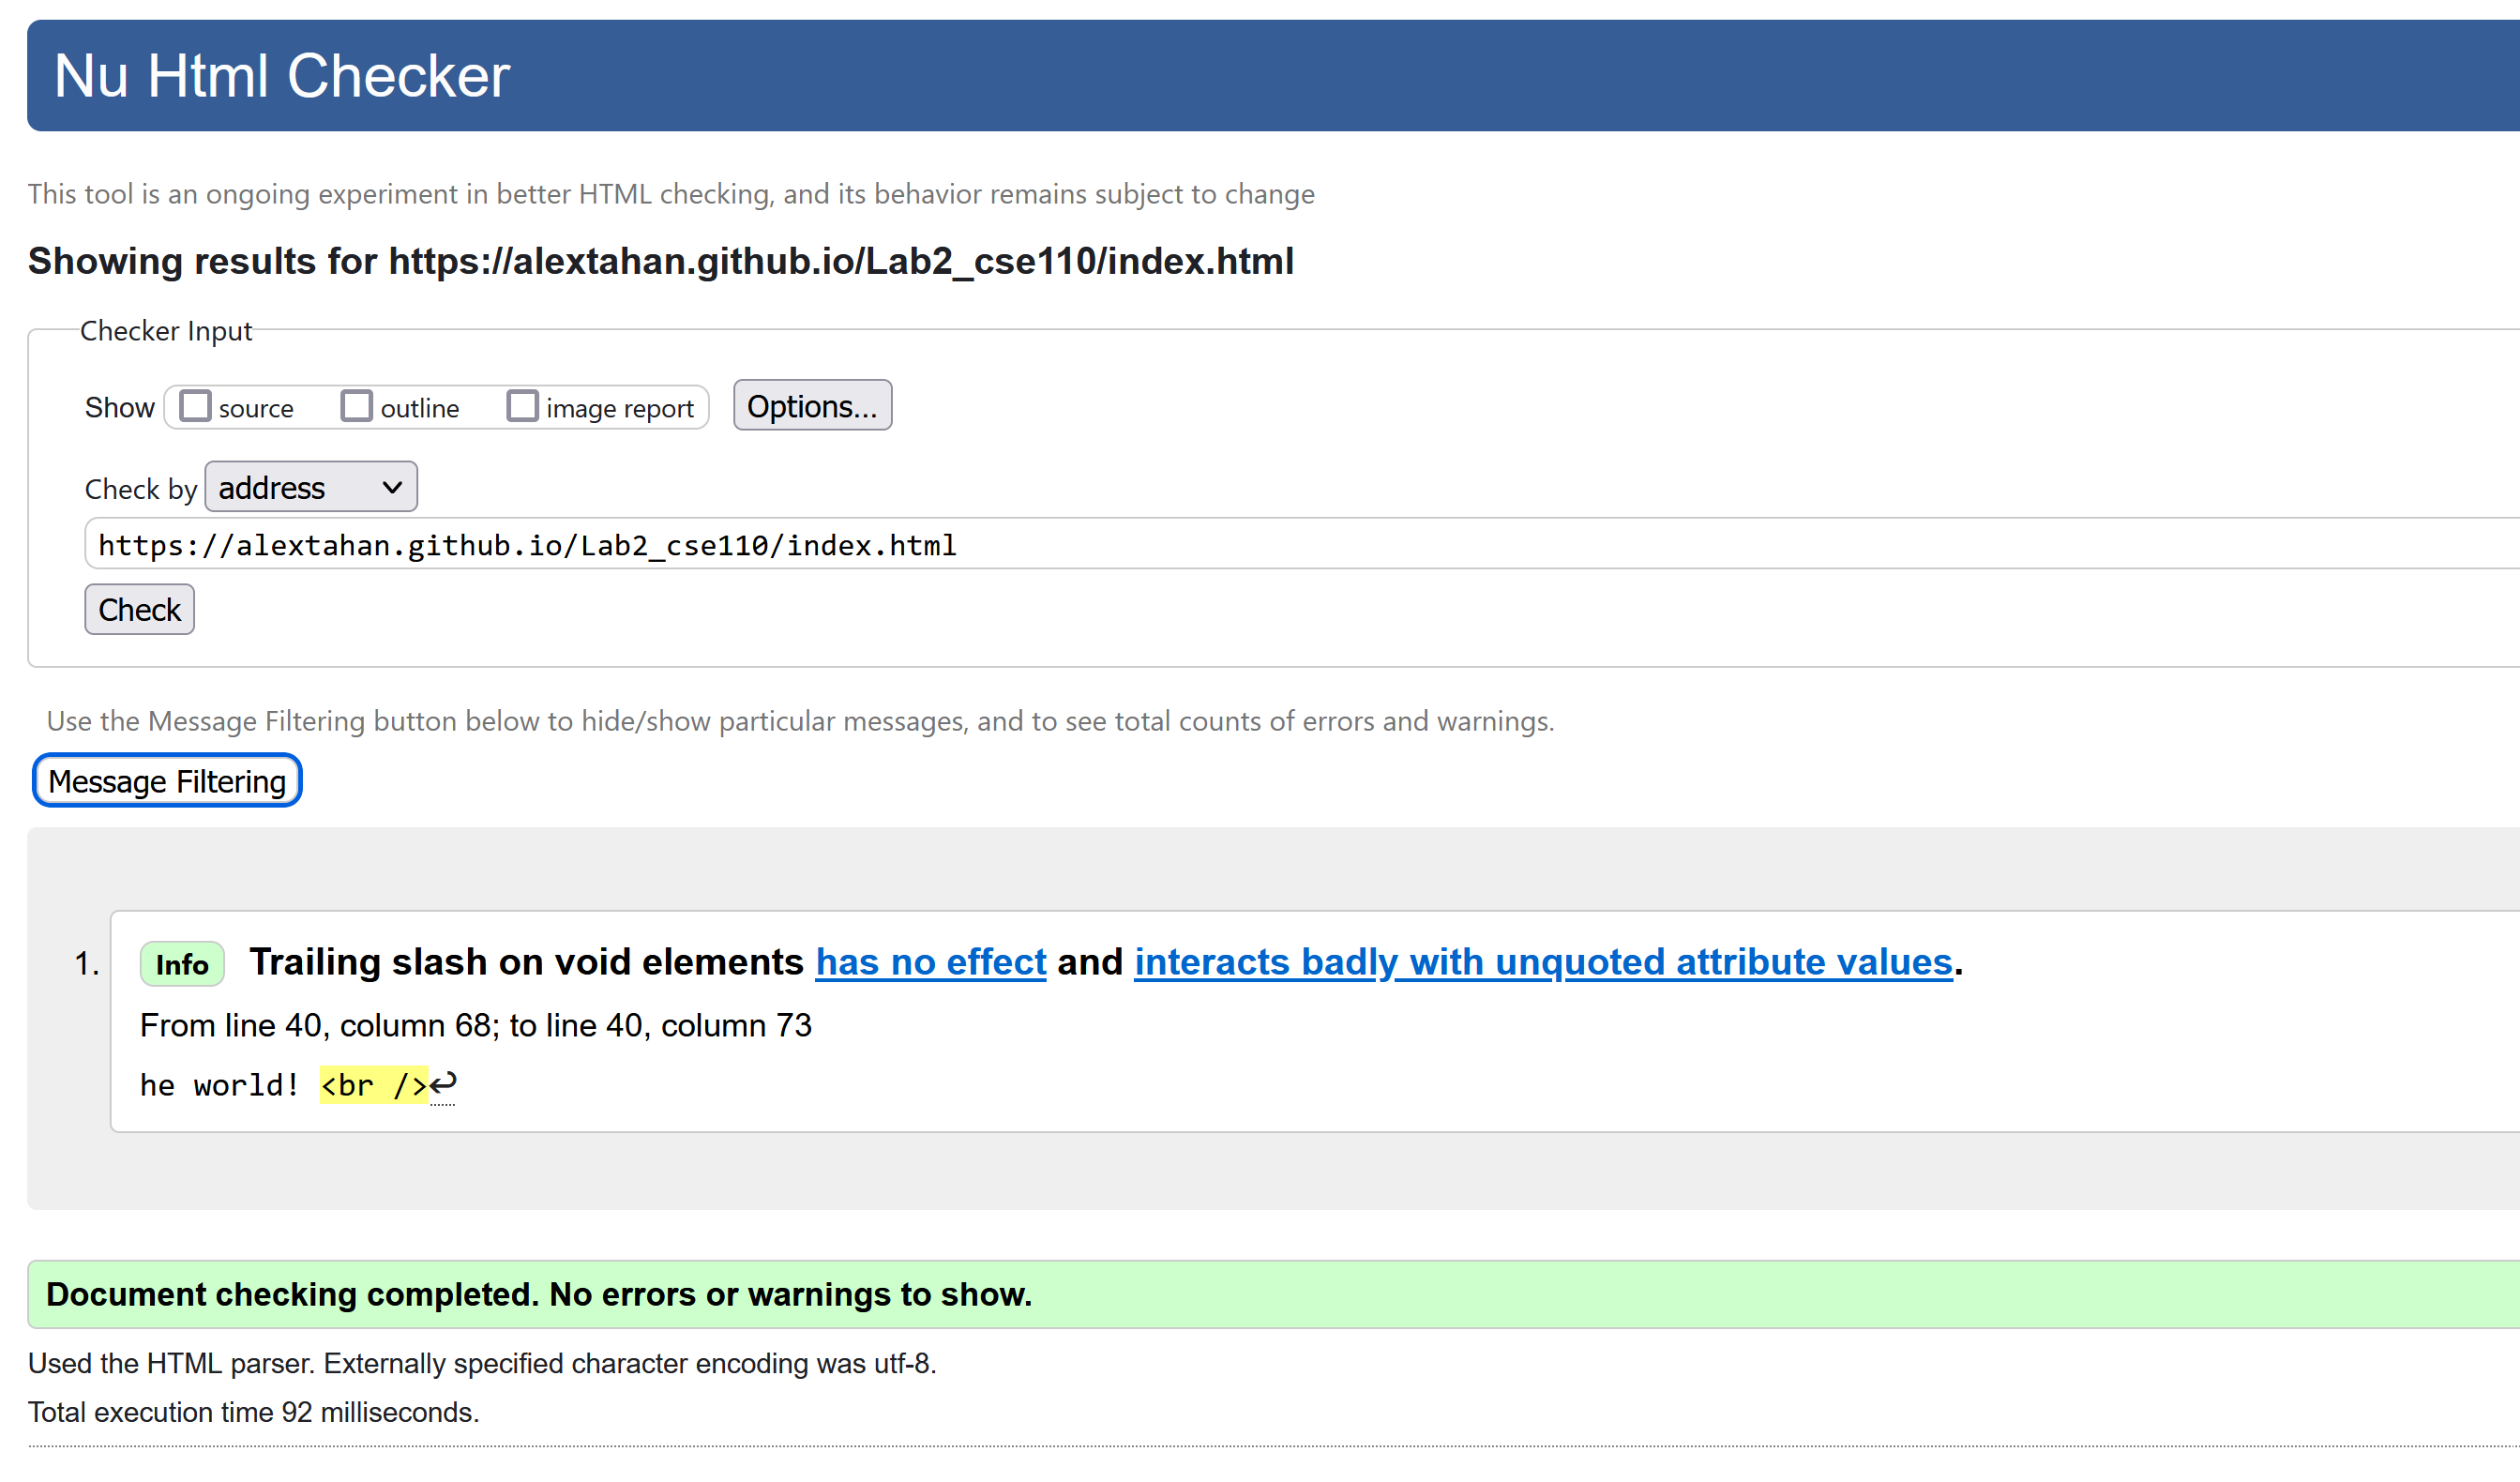 Nu Html Checker
This tool is an ongoing experiment in better HTML checking, and its behavior remains subject to change
Showing results for https://alextahan.github.io/Lab2_cse110/index.html
Checker Input
Show source outline image report Options...
Check by address
https://alextahan.github.io/Lab2_cse110/index.html
Check
Use the Message Filtering button below to hide/show particular messages, and to see total counts of errors and warnings.
Message Filtering
1. Info Trailing slash on void elements has no effect and interacts badly with unquoted attribute values.
From line 40, column 68; to line 40, column 73
he world! <br />↩
Document checking completed. No errors or warnings to show.
Used the HTML parser. Externally specified character encoding was utf-8.
Total execution time 92 milliseconds.